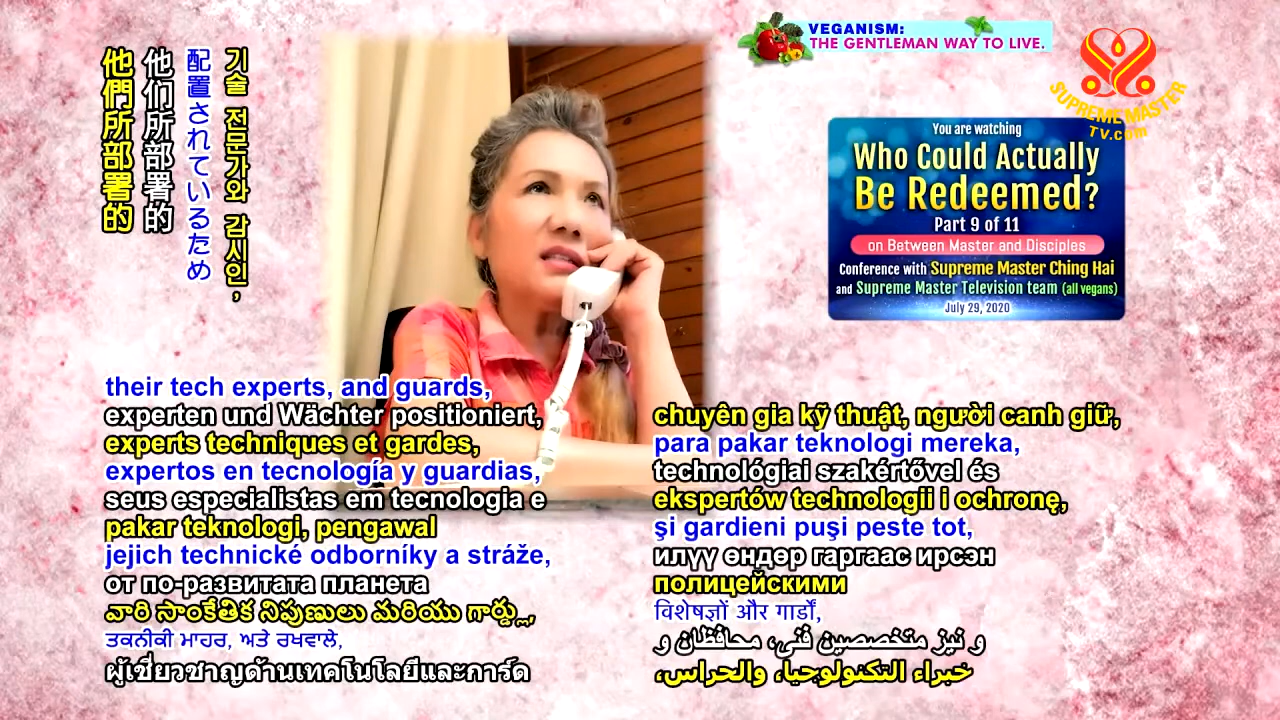 VEGANISM:
THE GENTLEMAN WAY TO LIVE.
SUPREME MASTER
TV.com
You are watching
Who Could Actually
Be Redeemed?
Part 9 of 11
on Between Master and Disciples
Conference with Supreme Master Ching Hai
and Supreme Master Television team (all vegans)
July 29, 2020
기술 전문가와 감시인,
配置されているため
他们所部署的
他們所部署的
their tech experts, and guards,
experten und Wächter positioniert,
experts techniques et gardes,
expertos en tecnología y guardias,
seus especialistas em tecnologia e
pakar teknologi, pengawal
jejich technické odborníky a stráže,
от по-развитата планета
వారి సాంకేతిక నిపుణులు మరియు గార్డ్లు,
ਤਕਨੀਕੀ ਮਾਹਰ, ਅਤੇ ਰਖਵਾਲੇ,
ผู้เชี่ยวชาญด้านเทคโนโลยีและการ์ด
chuyên gia kỹ thuật, người canh giữ,
para pakar teknologi mereka,
technológiai szakértővel és
ekspertów technologii i ochronę,
şi gardieni puşi peste tot,
илүү өндөр гаргаас ирсэн
полицейскими
विशेषज्ञों और गार्डों,
و نیز متخصصین فنی، محافظان و
خبراء التكنولوجيا، والحراس،